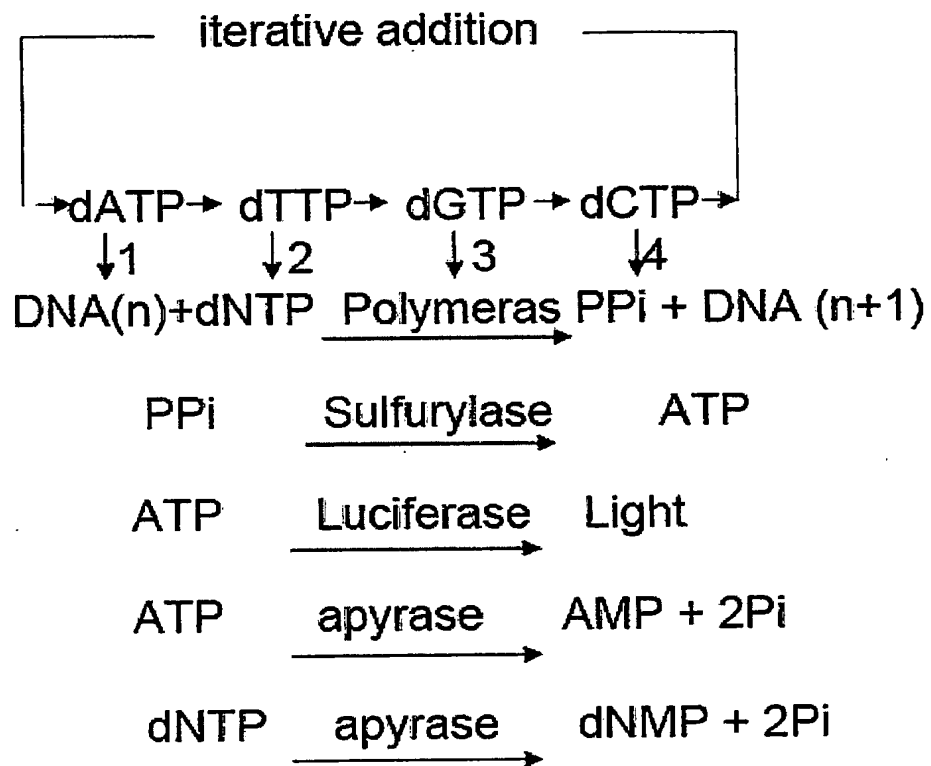 iterative addition
dATP dTTP dGTP dCTP
1 2 3 4
DNA(n)+dNTP Polymeras PPi + DNA (n+1)
PPi Sulfurylase ATP
ATP Luciferase Light
ATP apyrase AMP + 2Pi
dNTP apyrase dNMP + 2Pi